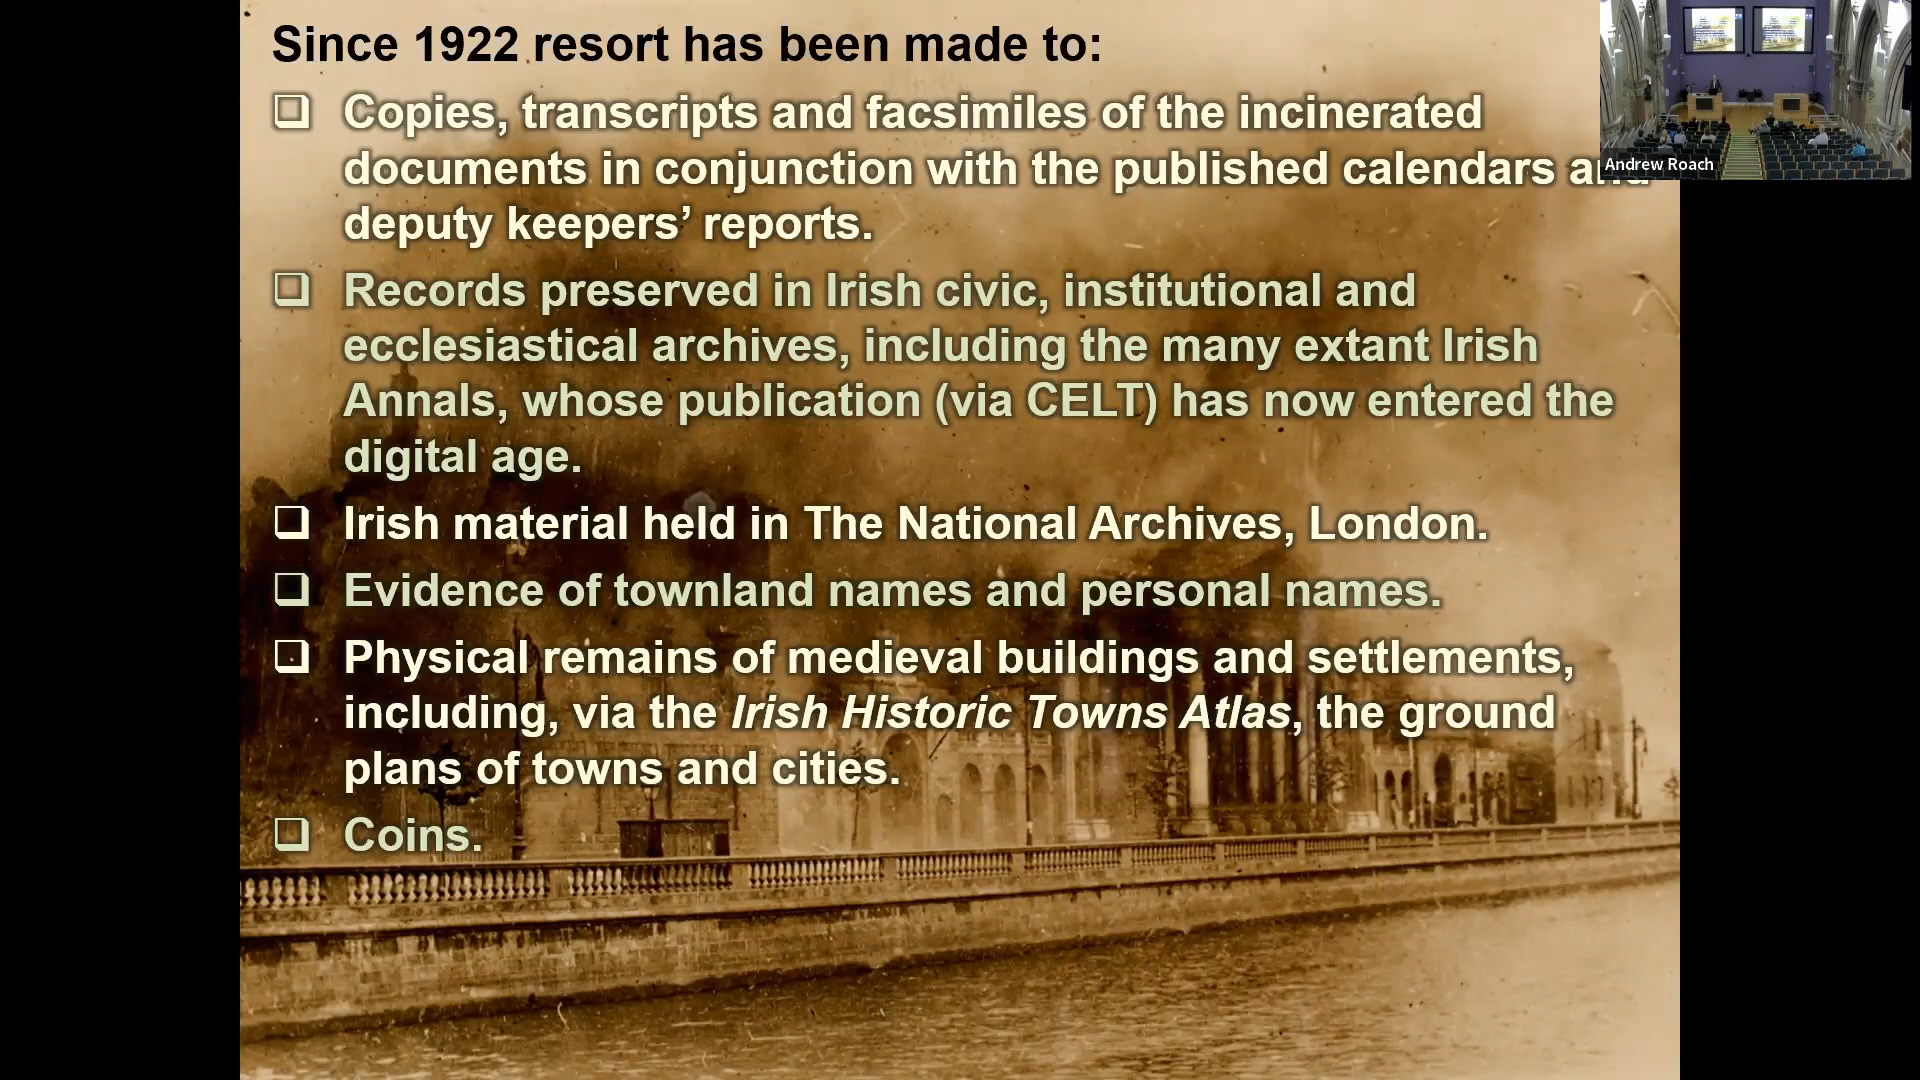 Since 1922 resort has been made to:
❑ Copies, transcripts and facsimiles of the incinerated
documents in conjunction with the published calendars and
deputy keepers’ reports.
❑ Records preserved in Irish civic, institutional and
ecclesiastical archives, including the many extant Irish
Annals, whose publication (via CELT) has now entered the
digital age.
❑ Irish material held in The National Archives, London.
❑ Evidence of townland names and personal names.
❑ Physical remains of medieval buildings and settlements,
including, via the Irish Historic Towns Atlas, the ground
plans of towns and cities.
❑ Coins.
Andrew Roach